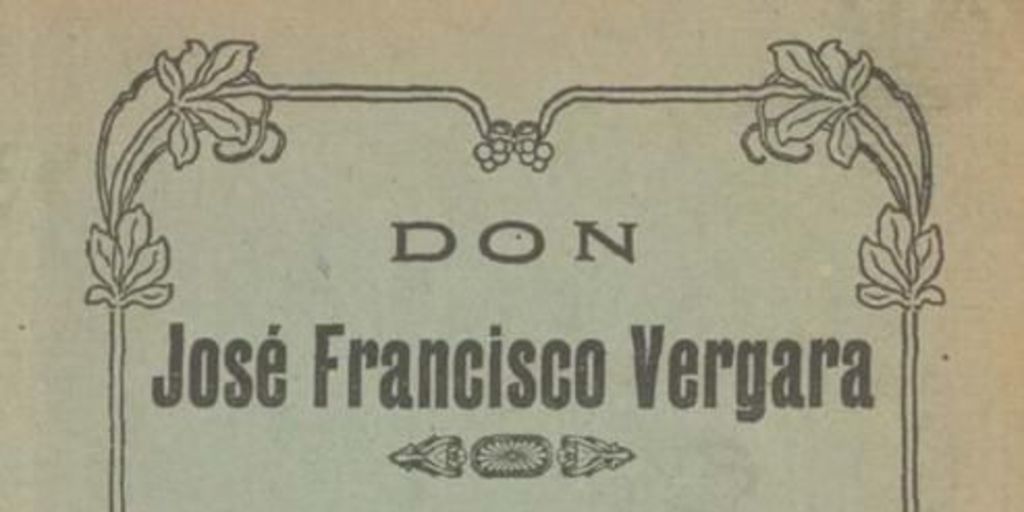 DON
José Francisco Vergara